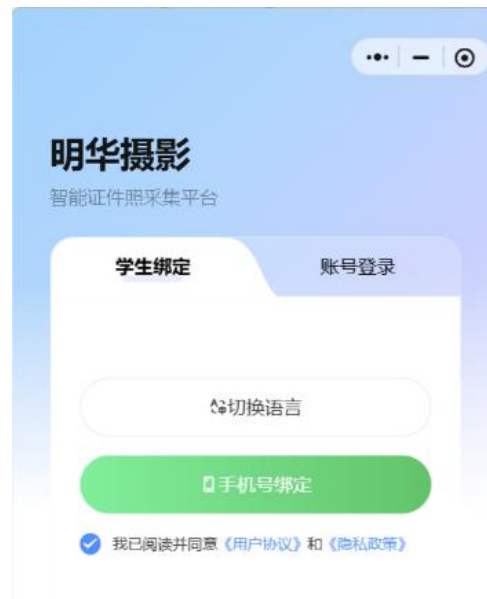 明华摄影
智能证件照采集平台
学生绑定
账号登录
切换语言
手机号绑定
我已阅读并同意《用户协议》和《隐私政策》